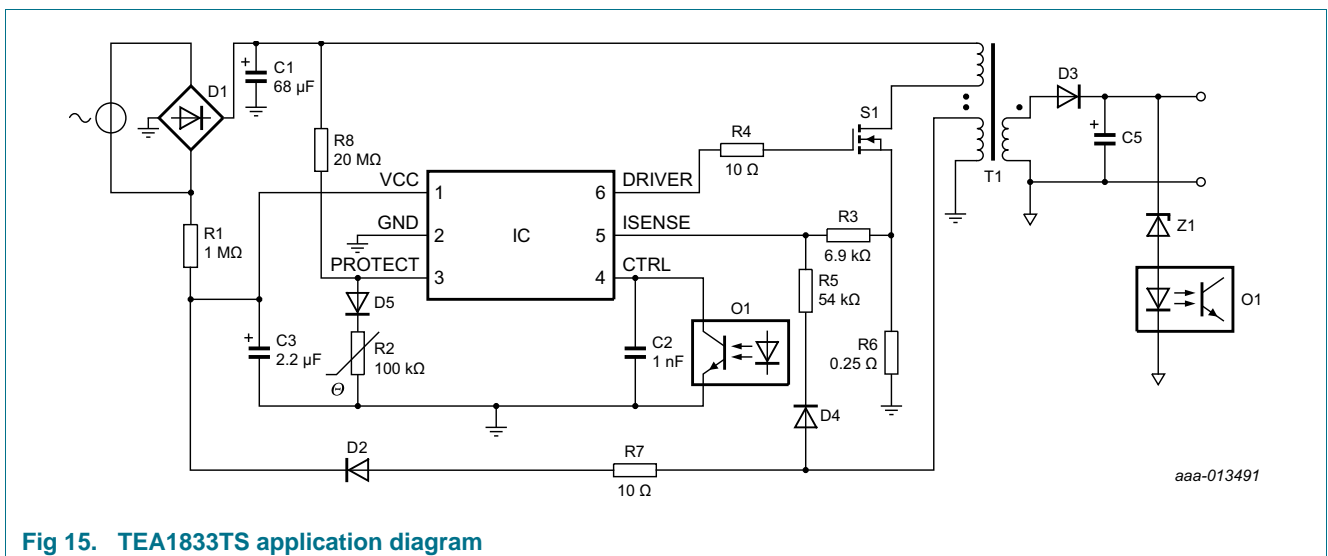 D1
+
C1
68 µF
R8
20 MΩ
R1
1 MΩ
VCC
1
GND
2
PROTECT
3
IC
6
DRIVER
5
ISENSE
4
CTRL
R4
10 Ω
S1
T1
D3
+
C5
Z1
O1
R3
6.9 kΩ
R5
54 kΩ
R6
0.25 Ω
D5
+
C3
2.2 µF
R2
100 kΩ
Θ
C2
1 nF
O1
D4
D2
R7
10 Ω
aaa-013491
Fig 15. TEA1833TS application diagram